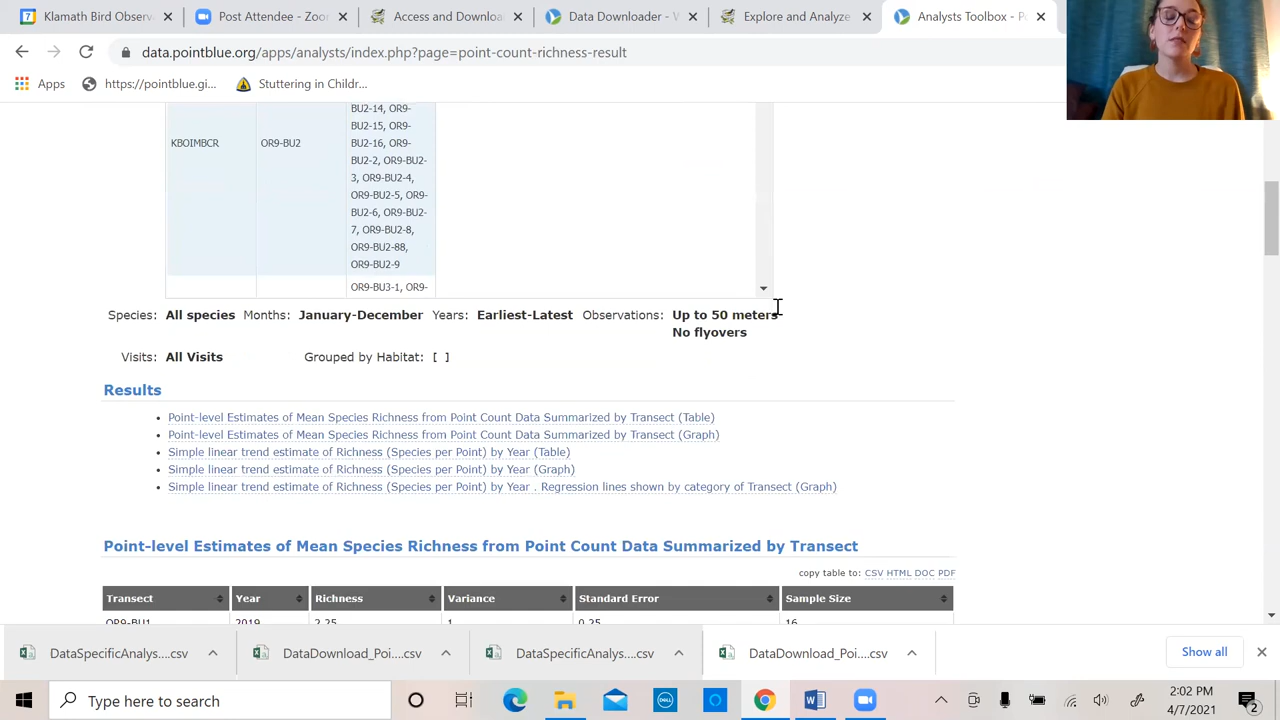 Klamath Bird Observ
Post Attendee - Zoo
Access and Downloa
Data Downloader - W
Explore and Analyze
Analysts Toolbox - P
data.pointblue.org/apps/analysts/index.php?page=point-count-richness-result
Apps
https://pointblue.gi...
Stuttering in Childr...
BU2-14, OR9-
BU2-15, OR9-
KBOIMBCR OR9-BU2 BU2-16, OR9-
BU2-2, OR9-BU2-
3, OR9-BU2-4,
OR9-BU2-5, OR9-
BU2-6, OR9-BU2-
7, OR9-BU2-8,
OR9-BU2-88,
OR9-BU2-9
OR9-BU3-1, OR9-
Species: All species Months: January-December Years: Earliest-Latest Observations: Up to 50 meters
No flyovers
Visits: All Visits Grouped by Habitat: [ ]
Results
• Point-level Estimates of Mean Species Richness from Point Count Data Summarized by Transect (Table)
• Point-level Estimates of Mean Species Richness from Point Count Data Summarized by Transect (Graph)
• Simple linear trend estimate of Richness (Species per Point) by Year (Table)
• Simple linear trend estimate of Richness (Species per Point) by Year (Graph)
• Simple linear trend estimate of Richness (Species per Point) by Year . Regression lines shown by category of Transect (Graph)
Point-level Estimates of Mean Species Richness from Point Count Data Summarized by Transect
copy table to: CSV HTML DOC PDF
Transect Year Richness Variance Standard Error Sample Size
OR9-BU1 2019 2.25 1 0.25 16
DataSpecificAnalys....csv
DataDownload_Poi....csv
DataSpecificAnalys....csv
DataDownload_Poi....csv
Show all
Type here to search
2:02 PM
4/7/2021
2